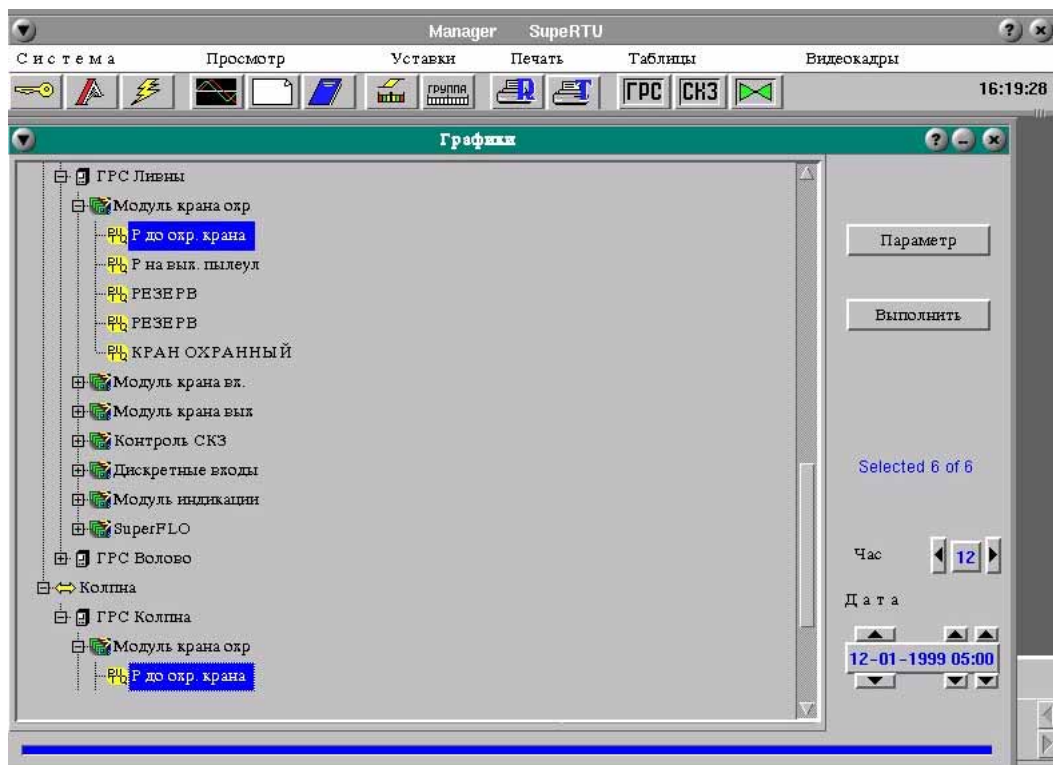 Manager SupeRTU
Система Просмотр Уставки Печать Таблицы Видеокадры
ГРУППА ГРС СКЗ 16:19:28
Графики
ГРС Ливны
Модуль крана охр
Р до охр. крана
Р на вых. пылеул
РЕЗЕРВ
РЕЗЕРВ
КРАН ОХРАННЫЙ
Модуль крана вх.
Модуль крана вых
Контроль СКЗ
Дискретные входы
Модуль индикации
SuperFLO
ГРС Волово
Колпна
ГРС Колпна
Модуль крана охр
Р до охр. крана
Параметр
Выполнить
Selected 6 of 6
Час 12
Дата
12-01-1999 05:00